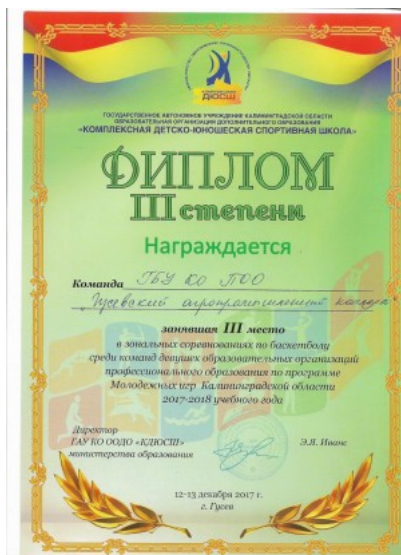 ДЮСШ
ГОСУДАРСТВЕННОЕ АВТОНОМНОЕ УЧРЕЖДЕНИЕ КАЛИНИНГРАДСКОЙ ОБЛАСТИ
ОБРАЗОВАТЕЛЬНАЯ ОРГАНИЗАЦИЯ ДОПОЛНИТЕЛЬНОГО ОБРАЗОВАНИЯ
«КОМПЛЕКСНАЯ ДЕТСКО-ЮНОШЕСКАЯ СПОРТИВНАЯ ШКОЛА»
ДИПЛОМ
III степени
Награждается
Команда ГБУ КО ПОО
"Гусевский агропромышленный колледж"
занявшая III место
в зональных соревнованиях по баскетболу
среди команд девушек образовательных организаций
профессионального образования по программе
Молодежных игр Калининградской области
2017-2018 учебного года
Директор
ГАУ КО ООДО «КДЮСШ»
министерства образования
Э.Я. Иванс
12-13 декабря 2017 г.
г. Гусев